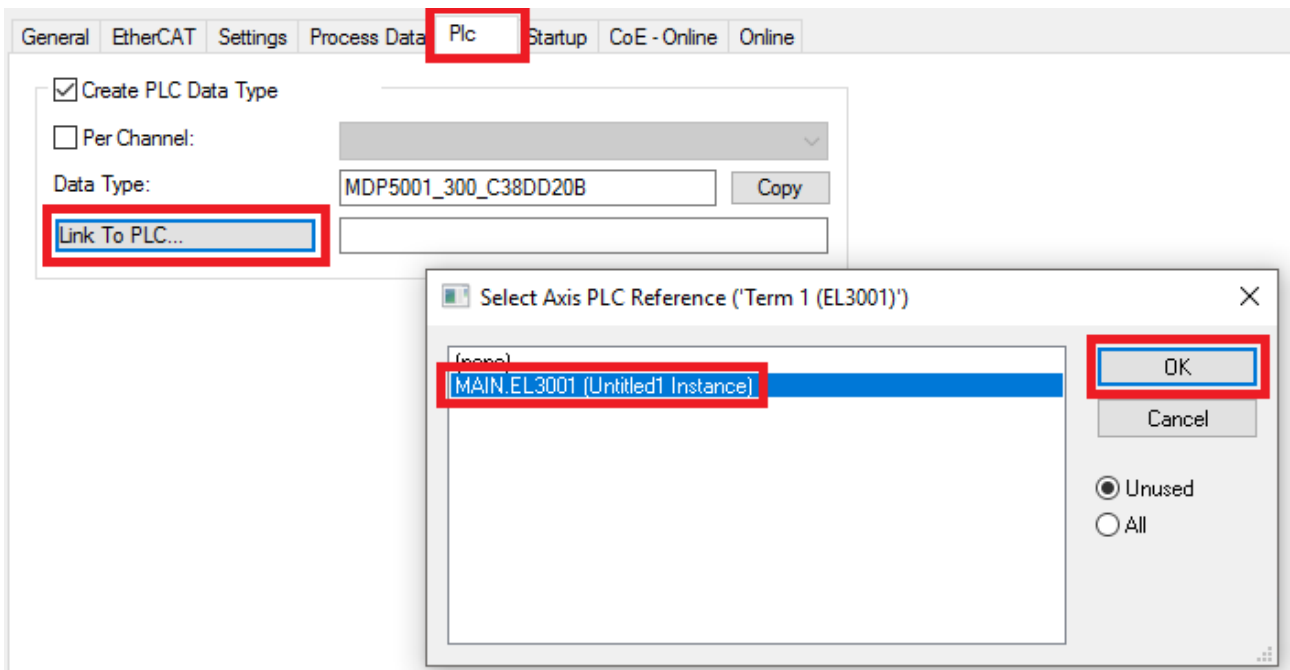 General EtherCAT Settings Process Data Plc Startup CoE - Online Online
Create PLC Data Type
Per Channel:
Data Type: MDP5001_300_C38DD20B Copy
Link To PLC...
Select Axis PLC Reference ('Term 1 (EL3001)')
(none)
MAIN.EL3001 (Untitled1 Instance)
OK
Cancel
Unused
All